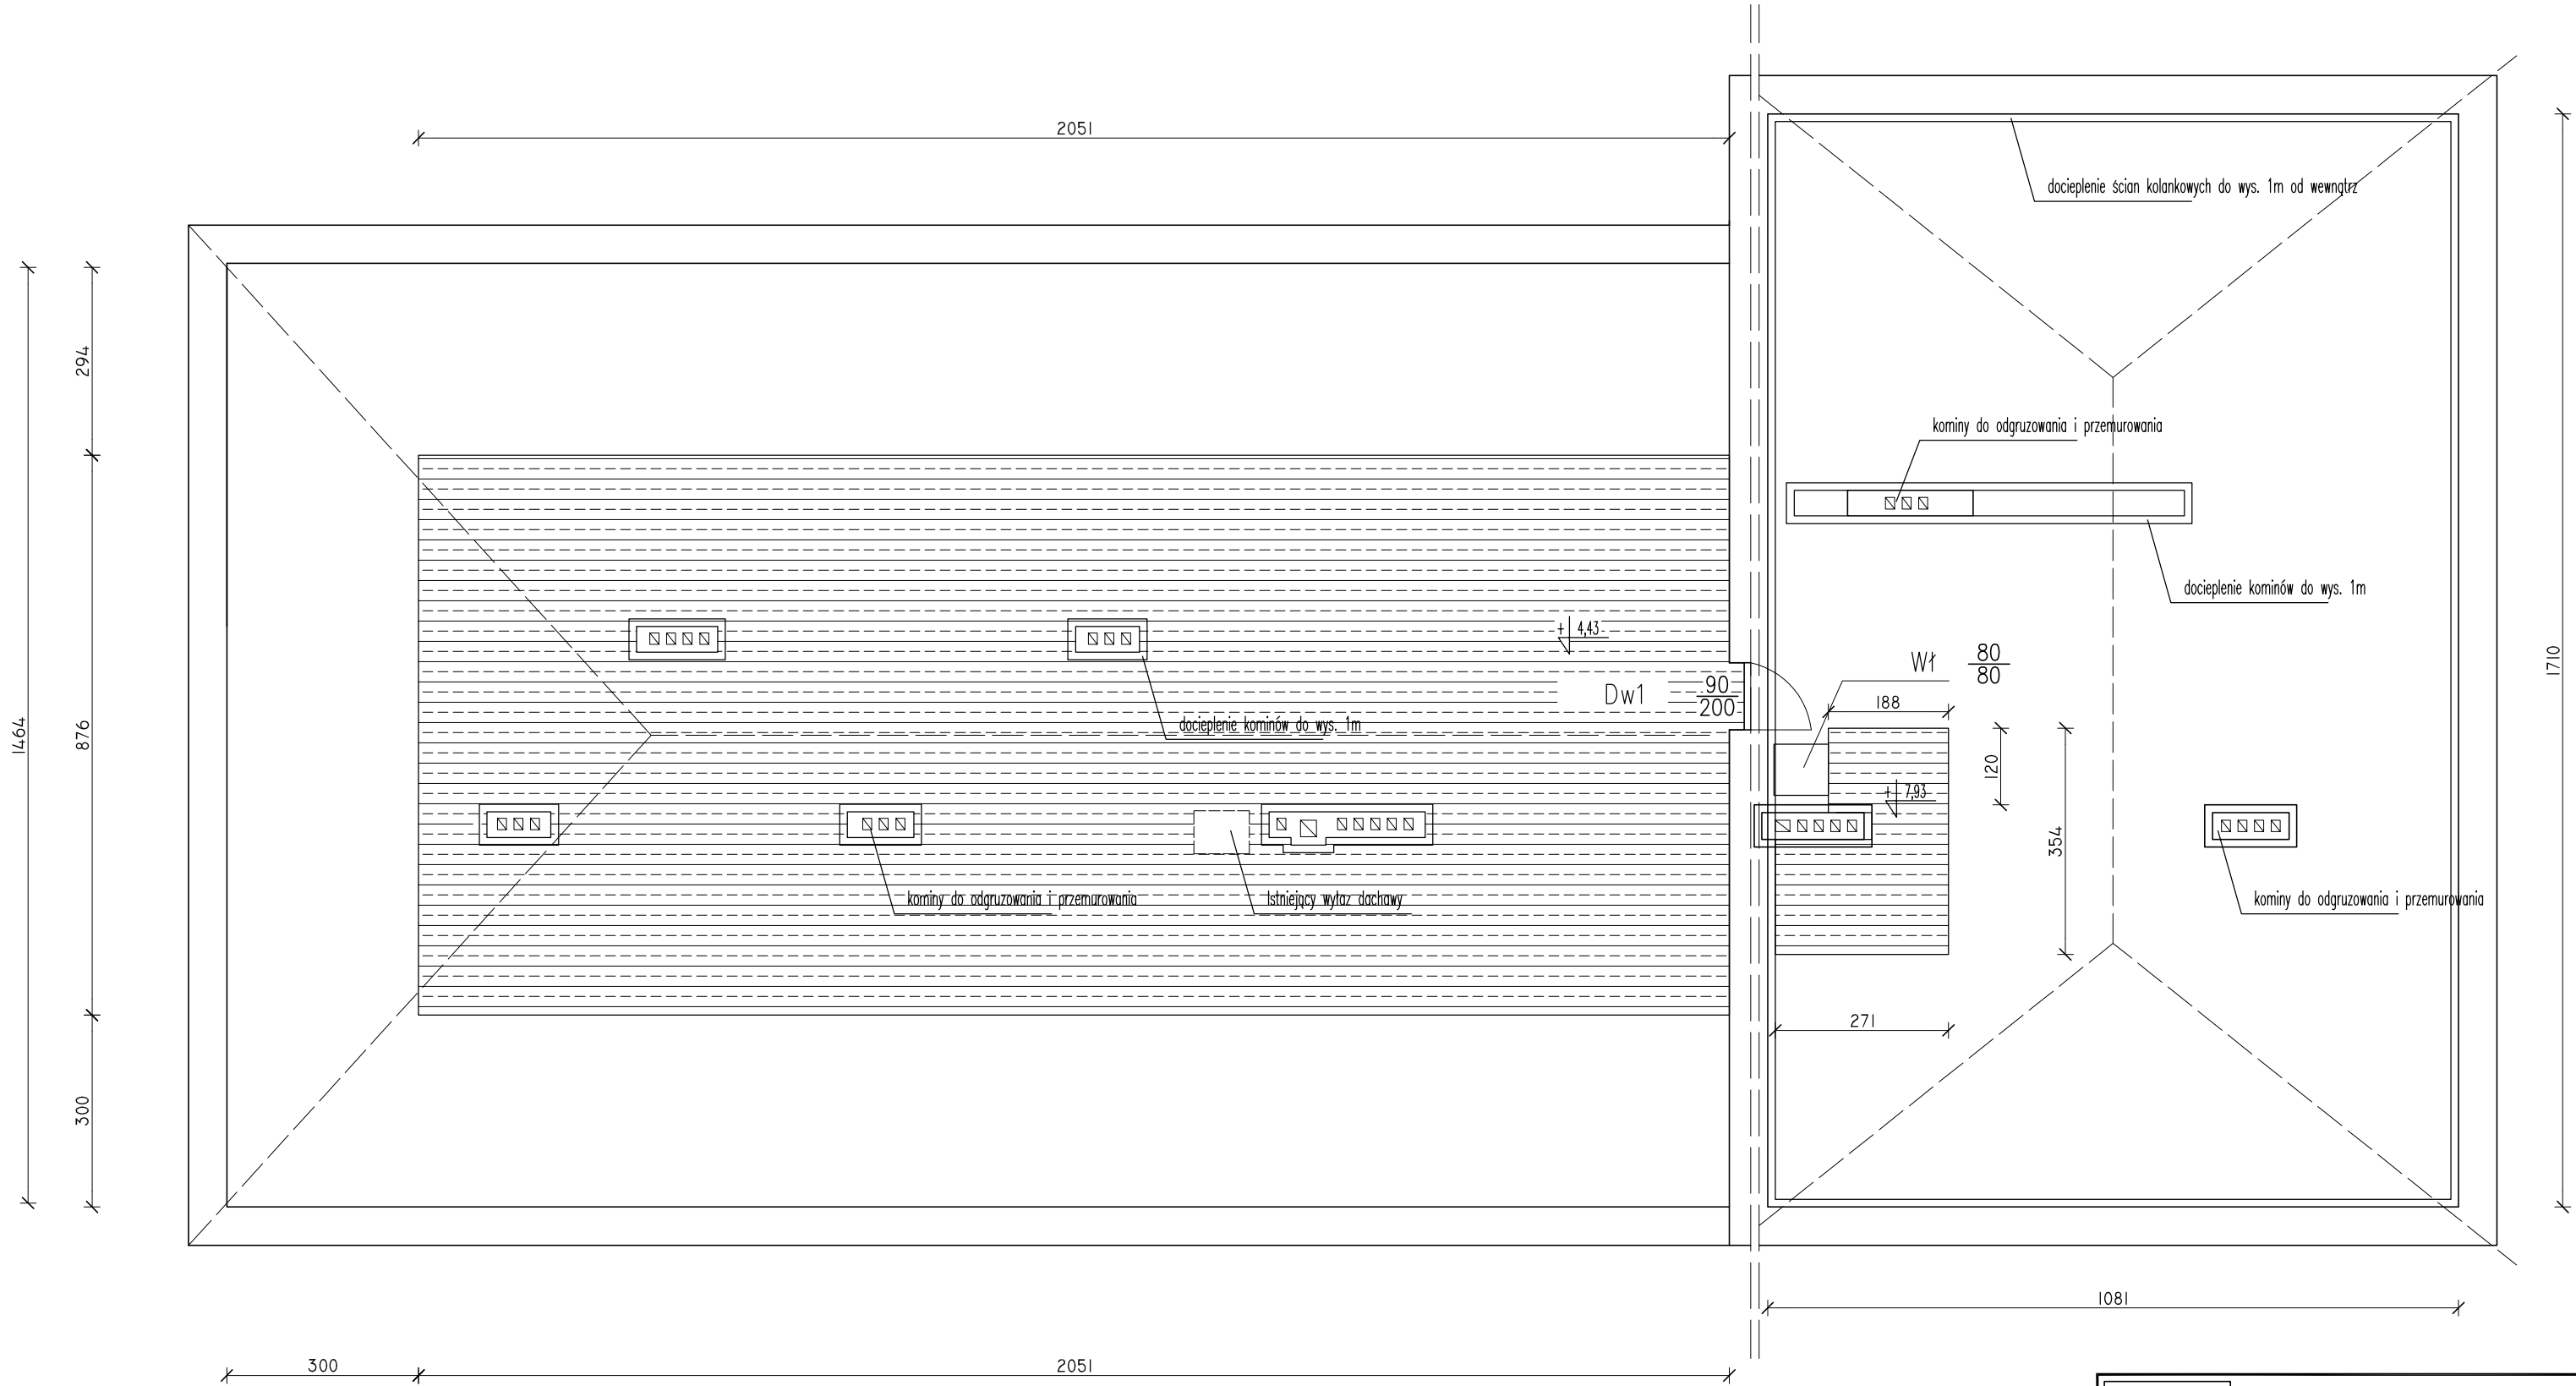 2051
docieplenie ścian kolankowych do wys. 1m od wewnątrz
294
kominy do odgruzowania i przemurowania
docieplenie kominów do wys. 1m
+ 4,43
Wł 80
80
1710
Dw1 90
200
188
1464
876
docieplenie kominów do wys. 1m
120
+ 7,93
354
kominy do odgruzowania i przemurowania
Istniejący wyłaz dachawy
kominy do odgruzowania i przemurowania
271
300
1081
300
2051